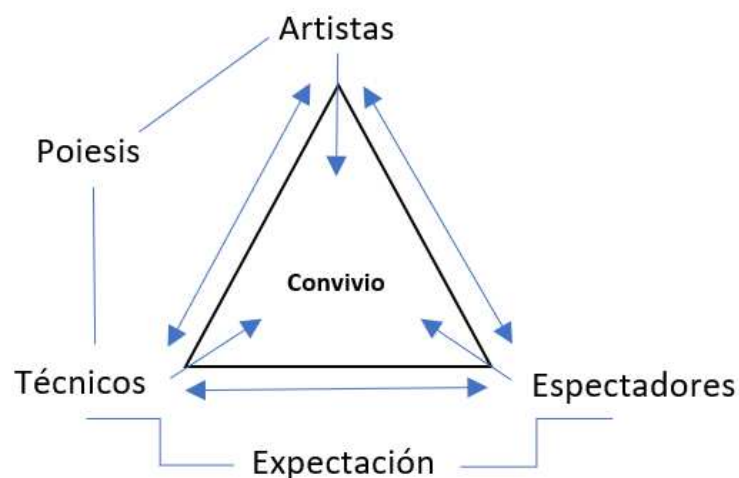 Artistas
Poiesis
Convivio
Técnicos
Espectadores
Expectación